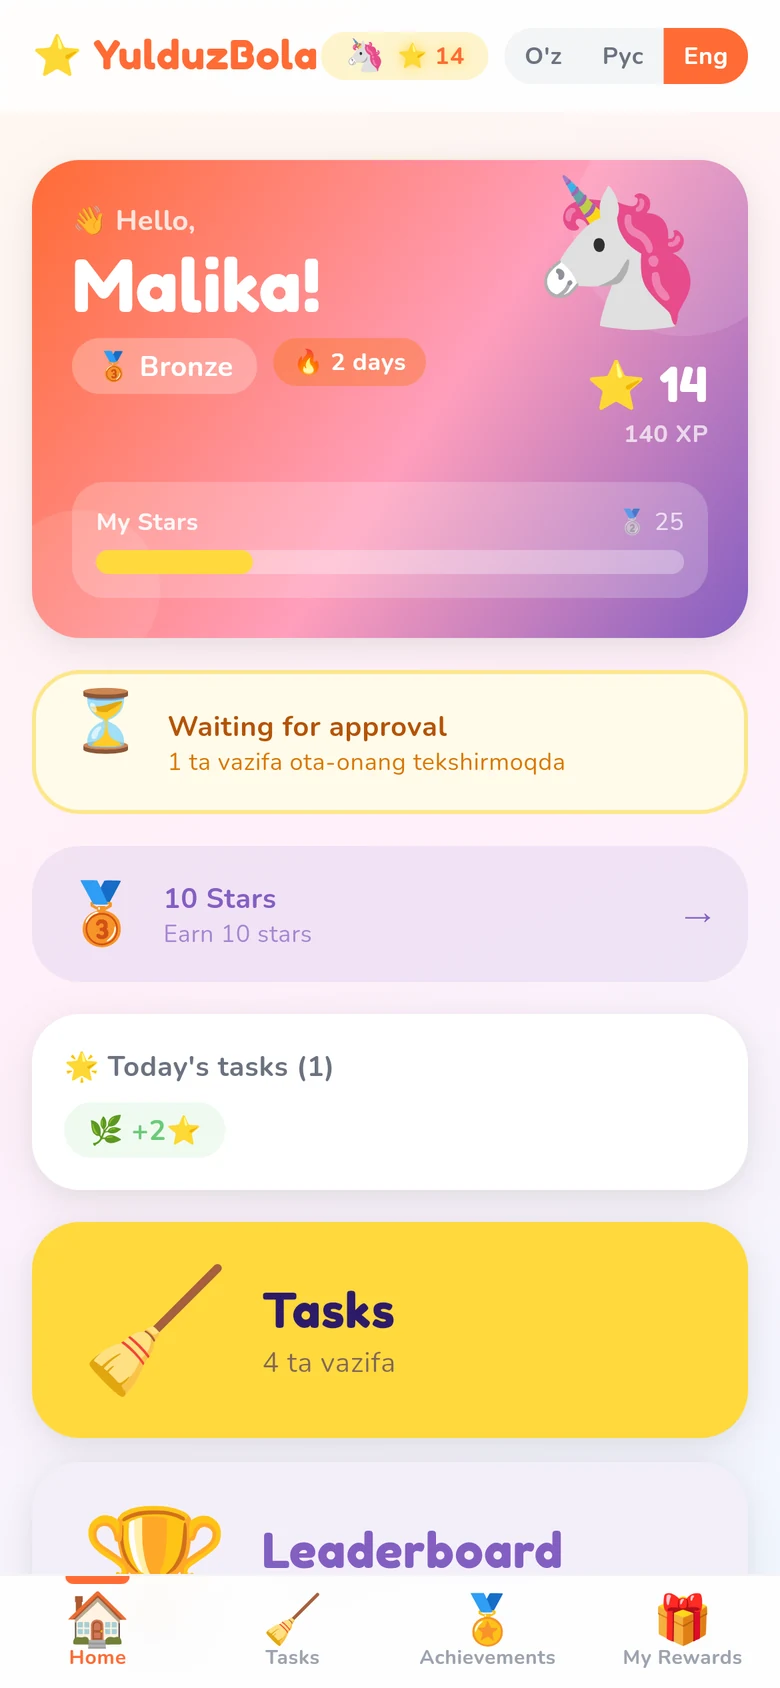 YulduzBola
14
O'z
Рус
Eng
Hello,
Malika!
Bronze
2 days
14
140 XP
My Stars
25
Waiting for approval
1 ta vazifa ota-onang tekshirmoqda
10 Stars
Earn 10 stars
→
Today's tasks (1)
+2
Tasks
4 ta vazifa
Leaderboard
Home
Tasks
Achievements
My Rewards